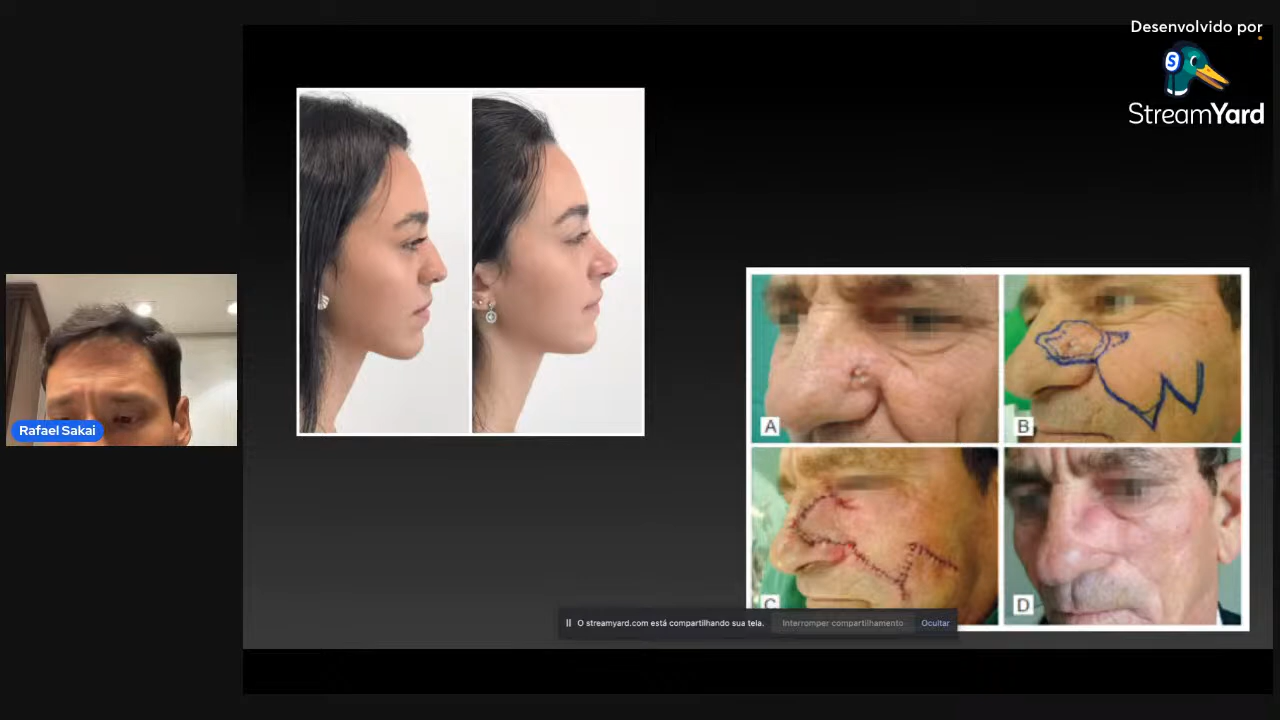 Desenvolvido por
S
StreamYard
Rafael Sakai
A
B
C
D
O streamyard.com está compartilhando sua tela.
Interromper compartilhamento
Ocultar